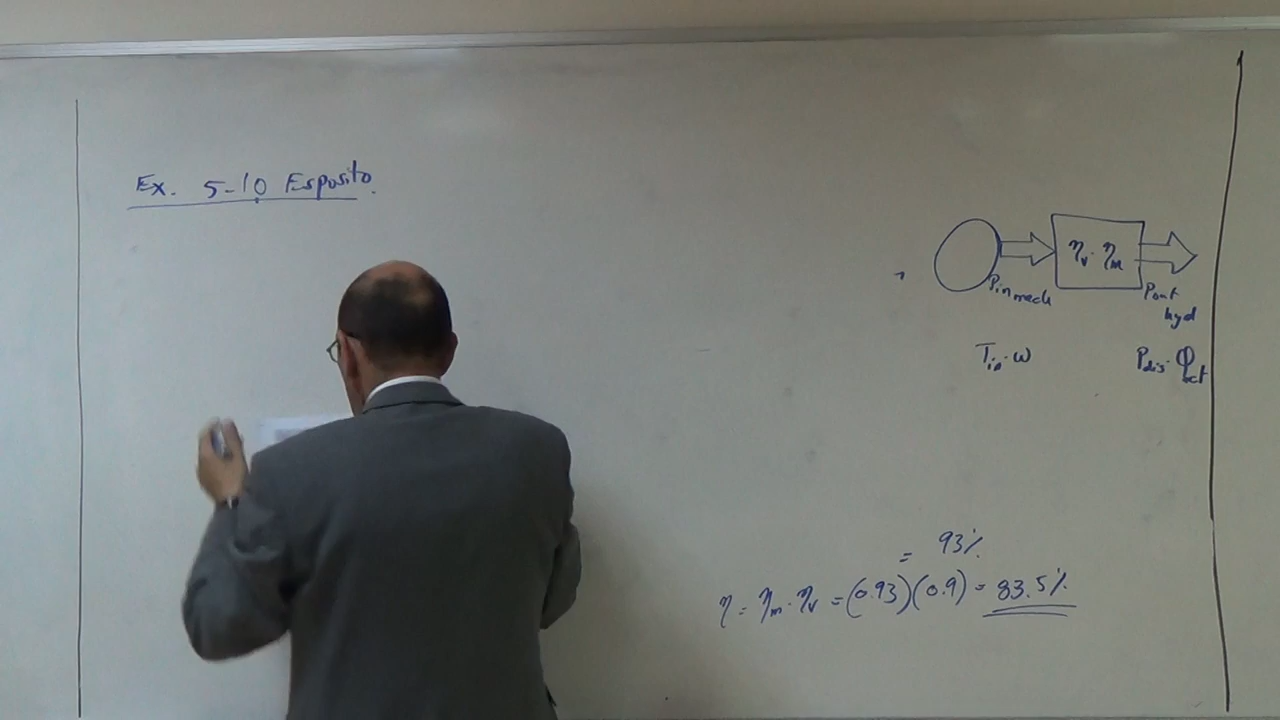 Ex. 5-10 Esposito.
ηv · ηm
Pin mech
Pout
hyd
Tin · ω
Pdis · Qact
= 93%
η = ηm · ηv = (0.93)(0.9) = 83.5%